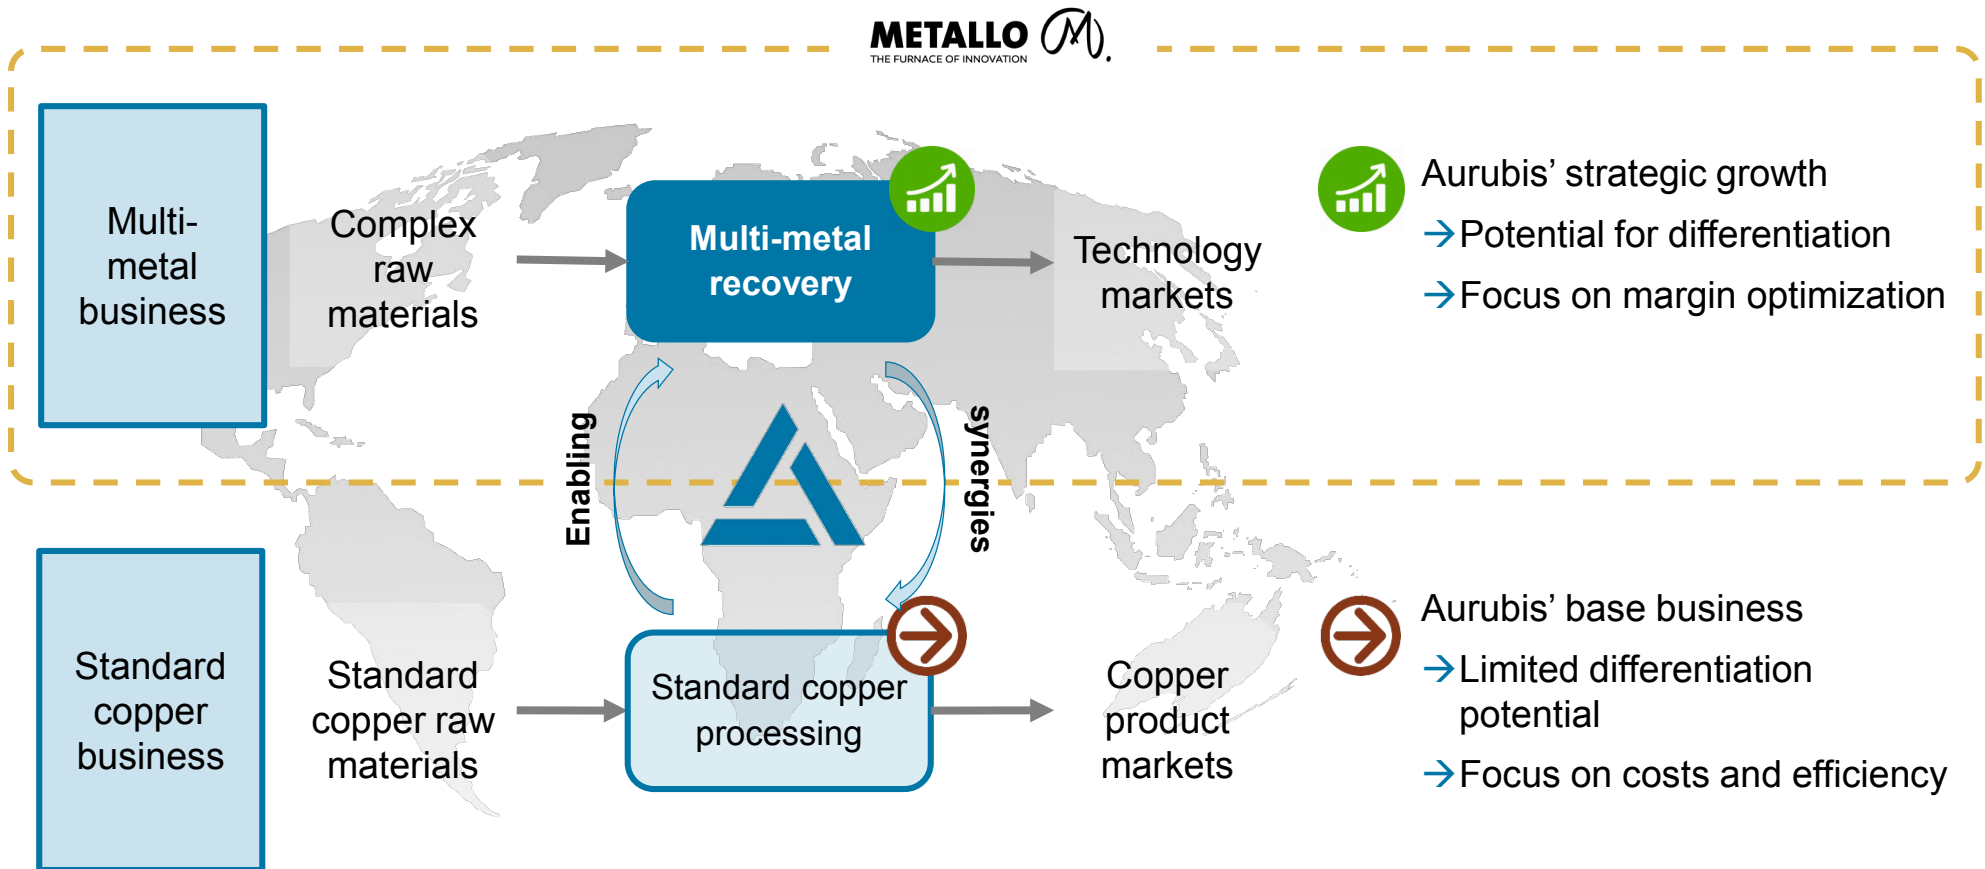 METALLO
THE FURNACE OF INNOVATION
Multi-
metal
business
Complex
raw
materials
Multi-metal
recovery
Technology
markets
Aurubis’ strategic growth
→Potential for differentiation
→Focus on margin optimization
Enabling
synergies
Standard
copper
business
Standard
copper raw
materials
Standard copper
processing
Copper
product
markets
Aurubis’ base business
→Limited differentiation
potential
→Focus on costs and efficiency